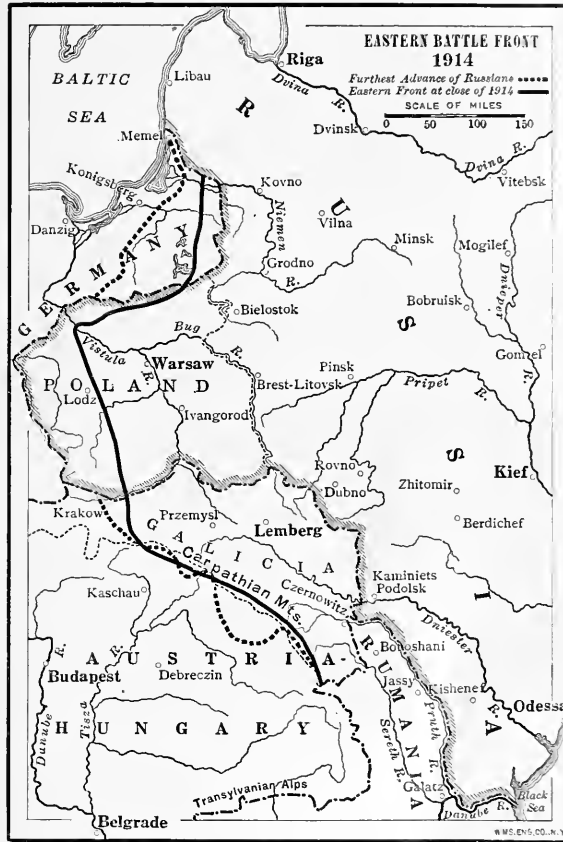 EASTERN BATTLE FRONT
1914
Furthest Advance of Russians
Eastern Front at close of 1914
SCALE OF MILES
0 50 100 150
BALTIC
SEA
Riga
Libau
Dvina R.
Memel
Dvinsk
Dvina R.
Vitebsk
Konigsberg
Kovno
Niemen
R.
Vilna
Danzig
Minsk
Mogilef
Dnieper
R.
Grodno
GERMANY
Bielostok
Bobruisk
Gomel
Vistula
R.
Bug
R.
Warsaw
POLAND
Lodz
Brest-Litovsk
Pinsk
Pripet
R.
Ivangorod
RUSSIA
Kief
Rovno
Dubno
Zhitomir
Berdichef
Krakow
Przemysl
Lemberg
GALICIA
Carpathian Mts.
Czernowitz
Kaminiets
Podolsk
Kaschau
Dniester
R.
AUSTRIA-
HUNGARY
Budapest
Debreczin
Danube
R.
Tisza
R.
RUMANIA
Botoshani
Jassy
Kishenef
Odessa
Pruth R.
Sereth R.
Galatz
Transylvanian Alps
Black
Sea
Danube R.
Belgrade
WMS.ENG.CO., N.Y.